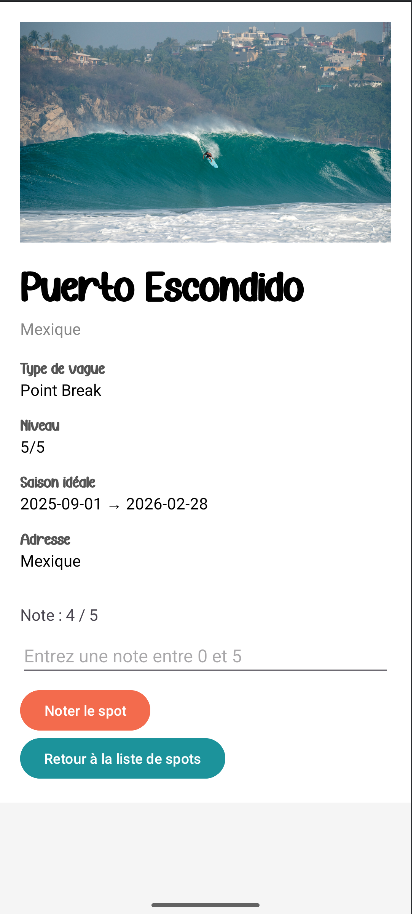 Puerto Escondido
Mexique
Type de vague
Point Break
Niveau
5/5
Saison idéale
2025-09-01 → 2026-02-28
Adresse
Mexique
Note : 4 / 5
Entrez une note entre 0 et 5
Noter le spot
Retour à la liste de spots